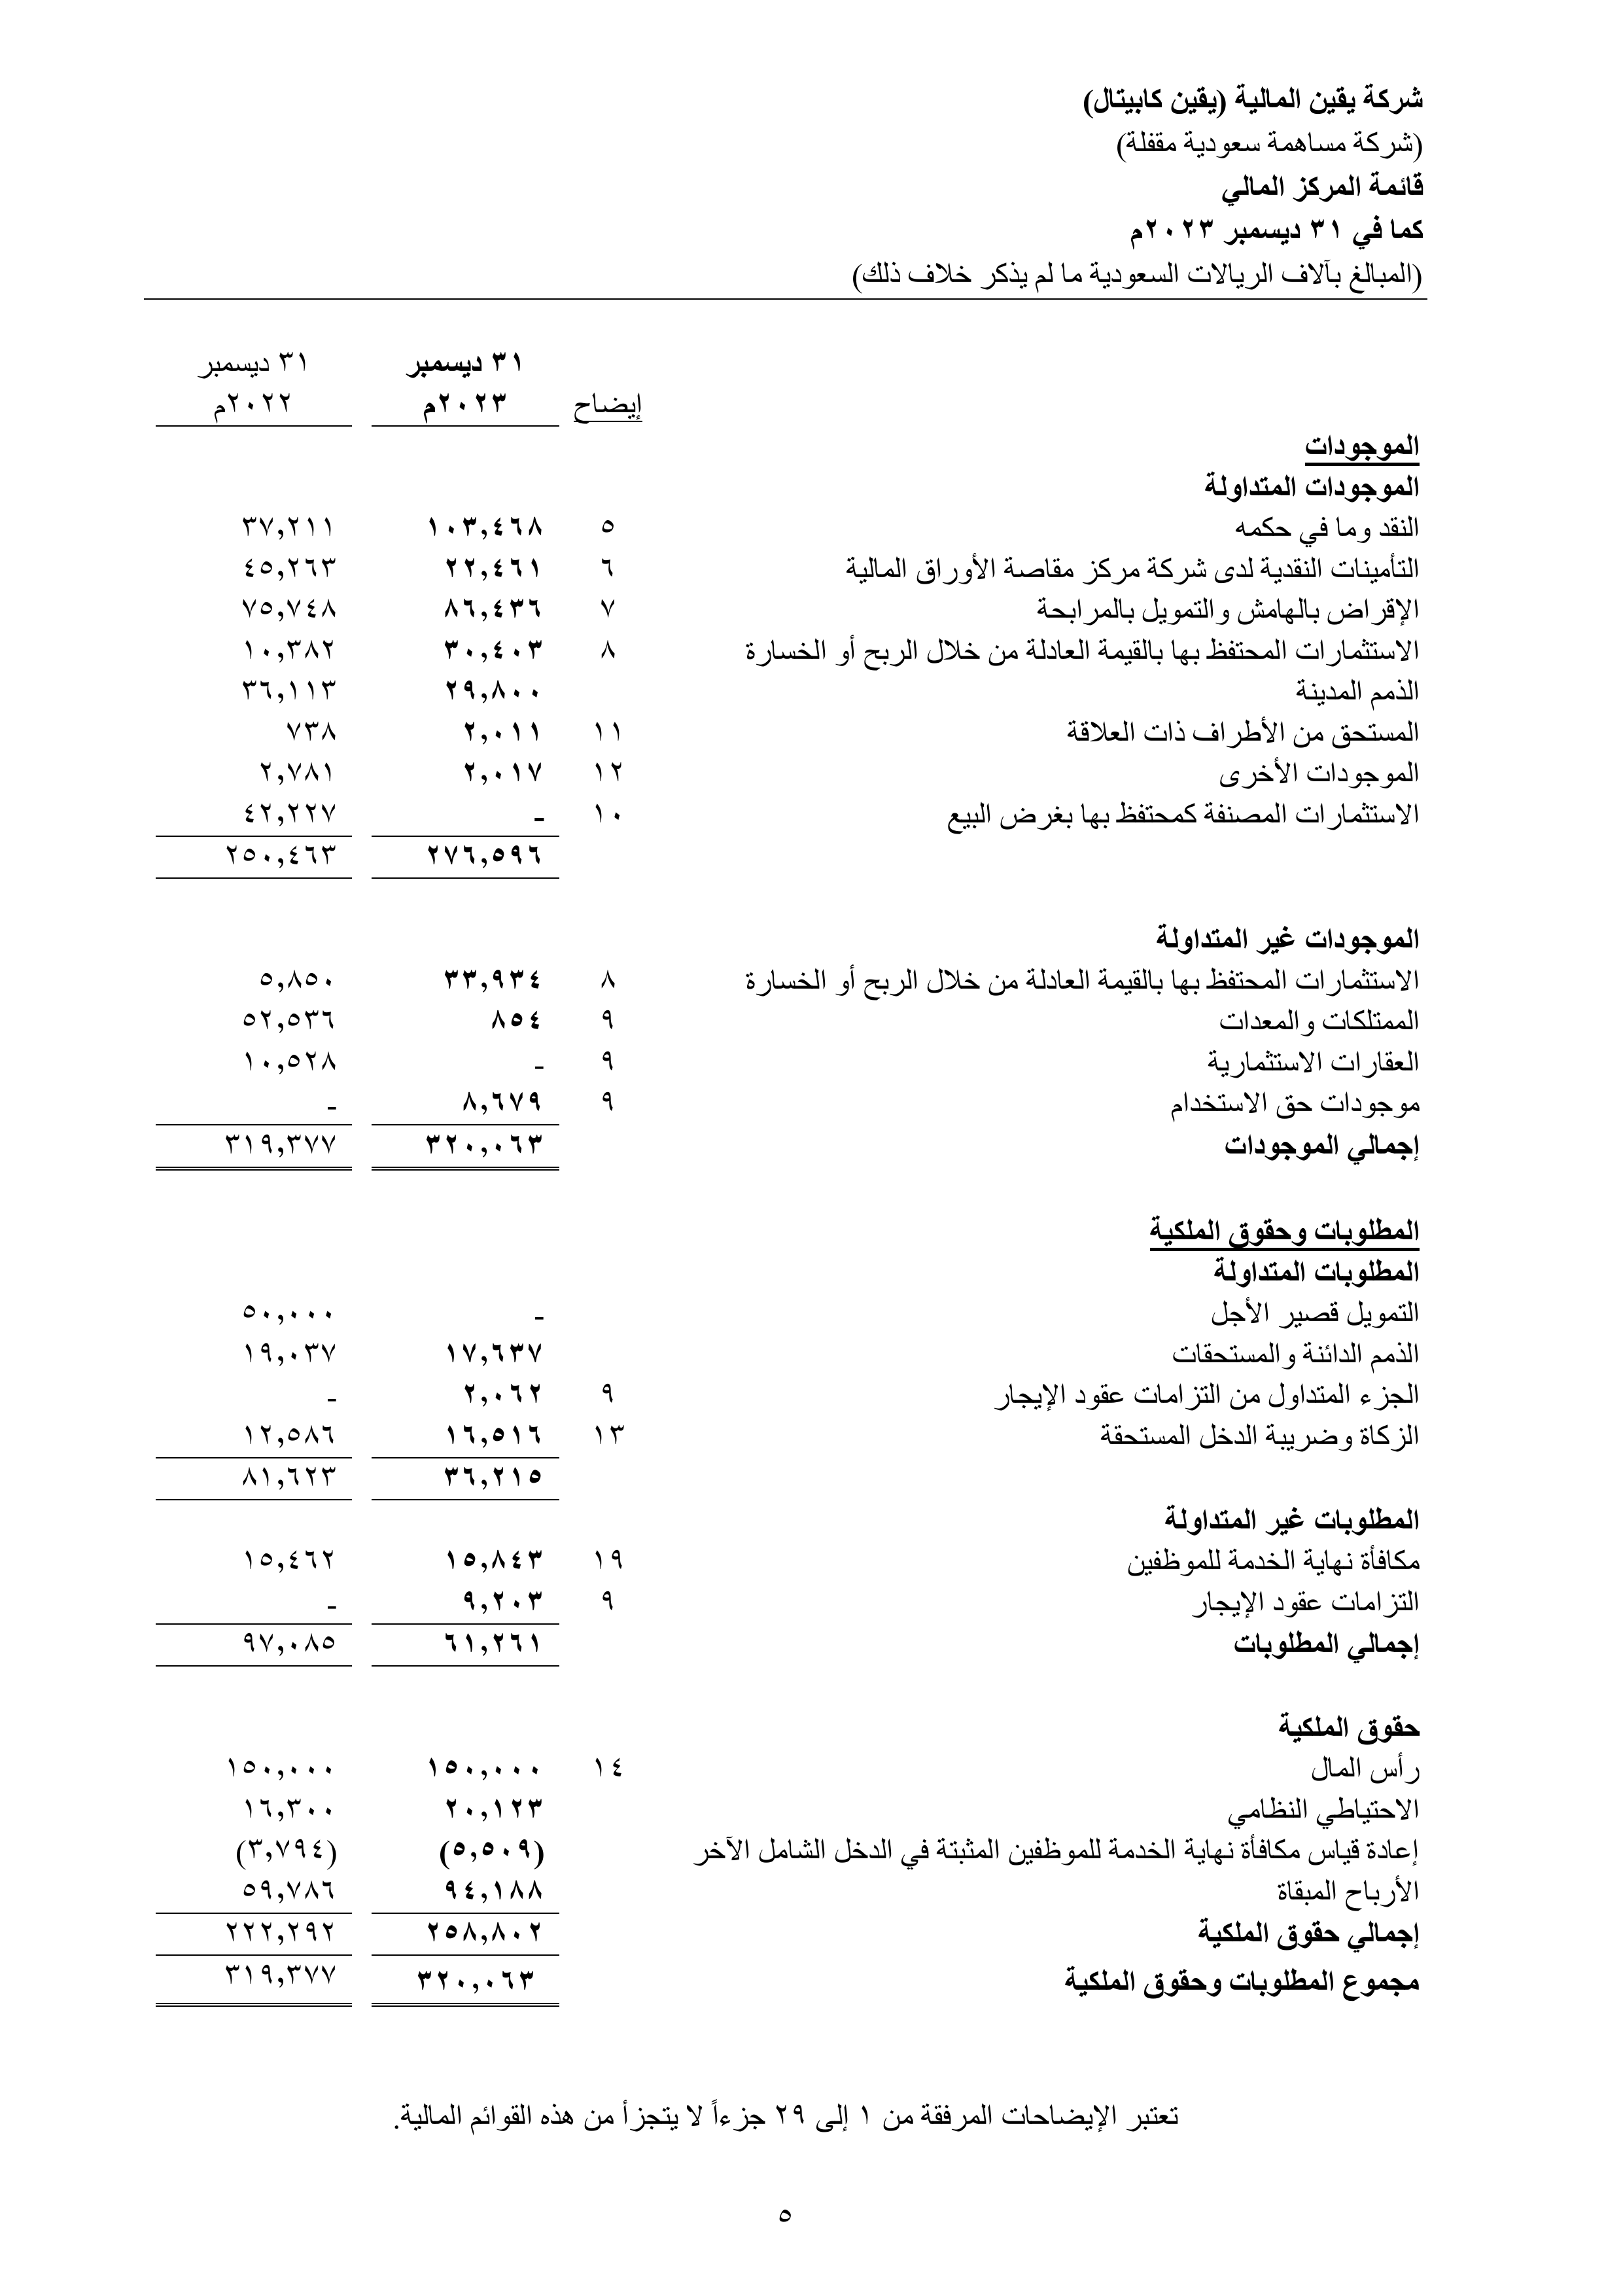 شركة يقين المالية (يقين كابيتال)
(شركة مساهمة سعودية مقفلة)
قائمة المركز المالي
كما في ٣١ ديسمبر ٢٠٢٣م
(المبالغ بآلاف الريالات السعودية ما لم يذكر خلاف ذلك)
٣١ ديسمبر ٣١ ديسمبر
إيضاح ٢٠٢٣م ٢٠٢٢م
الموجودات
الموجودات المتداولة
النقد وما في حكمه ٥ ١٠٣,٤٦٨ ٣٧,٢١١
التأمينات النقدية لدى شركة مركز مقاصة الأوراق المالية ٦ ٢٢,٤٦١ ٤٥,٢٦٣
الإقراض بالهامش والتمويل بالمرابحة ٧ ٨٦,٤٣٦ ٧٥,٧٤٨
الاستثمارات المحتفظ بها بالقيمة العادلة من خلال الربح أو الخسارة ٨ ٣٠,٤٠٣ ١٠,٣٨٢
الذمم المدينة ٢٩,٨٠٠ ٣٦,١١٣
المستحق من الأطراف ذات العلاقة ١١ ٢,٠١١ ٧٣٨
الموجودات الأخرى ١٢ ٢,٠١٧ ٢,٧٨١
الاستثمارات المصنفة كمحتفظ بها بغرض البيع ١٠ - ٤٢,٢٢٧
٢٧٦,٥٩٦ ٢٥٠,٤٦٣
الموجودات غير المتداولة
الاستثمارات المحتفظ بها بالقيمة العادلة من خلال الربح أو الخسارة ٨ ٣٣,٩٣٤ ٥,٨٥٠
الممتلكات والمعدات ٩ ٨٥٤ ٥٢,٥٣٦
العقارات الاستثمارية ٩ - ١٠,٥٢٨
موجودات حق الاستخدام ٩ ٨,٦٧٩ -
إجمالي الموجودات ٣٢٠,٠٦٣ ٣١٩,٣٧٧
المطلوبات وحقوق الملكية
المطلوبات المتداولة
التمويل قصير الأجل - ٥٠,٠٠٠
الذمم الدائنة والمستحقات ١٧,٦٣٧ ١٩,٠٣٧
الجزء المتداول من التزامات عقود الإيجار ٩ ٢,٠٦٢ -
الزكاة وضريبة الدخل المستحقة ١٣ ١٦,٥١٦ ١٢,٥٨٦
٣٦,٢١٥ ٨١,٦٢٣
المطلوبات غير المتداولة
مكافأة نهاية الخدمة للموظفين ١٩ ١٥,٨٤٣ ١٥,٤٦٢
التزامات عقود الإيجار ٩ ٩,٢٠٣ -
إجمالي المطلوبات ٦١,٢٦١ ٩٧,٠٨٥
حقوق الملكية
رأس المال ١٤ ١٥٠,٠٠٠ ١٥٠,٠٠٠
الاحتياطي النظامي ٢٠,١٢٣ ١٦,٣٠٠
إعادة قياس مكافأة نهاية الخدمة للموظفين المثبتة في الدخل الشامل الآخر (٥,٥٠٩) (٣,٧٩٤)
الأرباح المبقاة ٩٤,١٨٨ ٥٩,٧٨٦
إجمالي حقوق الملكية ٢٥٨,٨٠٢ ٢٢٢,٢٩٢
مجموع المطلوبات وحقوق الملكية ٣٢٠,٠٦٣ ٣١٩,٣٧٧
تعتبر الإيضاحات المرفقة من ١ إلى ٢٩ جزءاً لا يتجزأ من هذه القوائم المالية.
٥